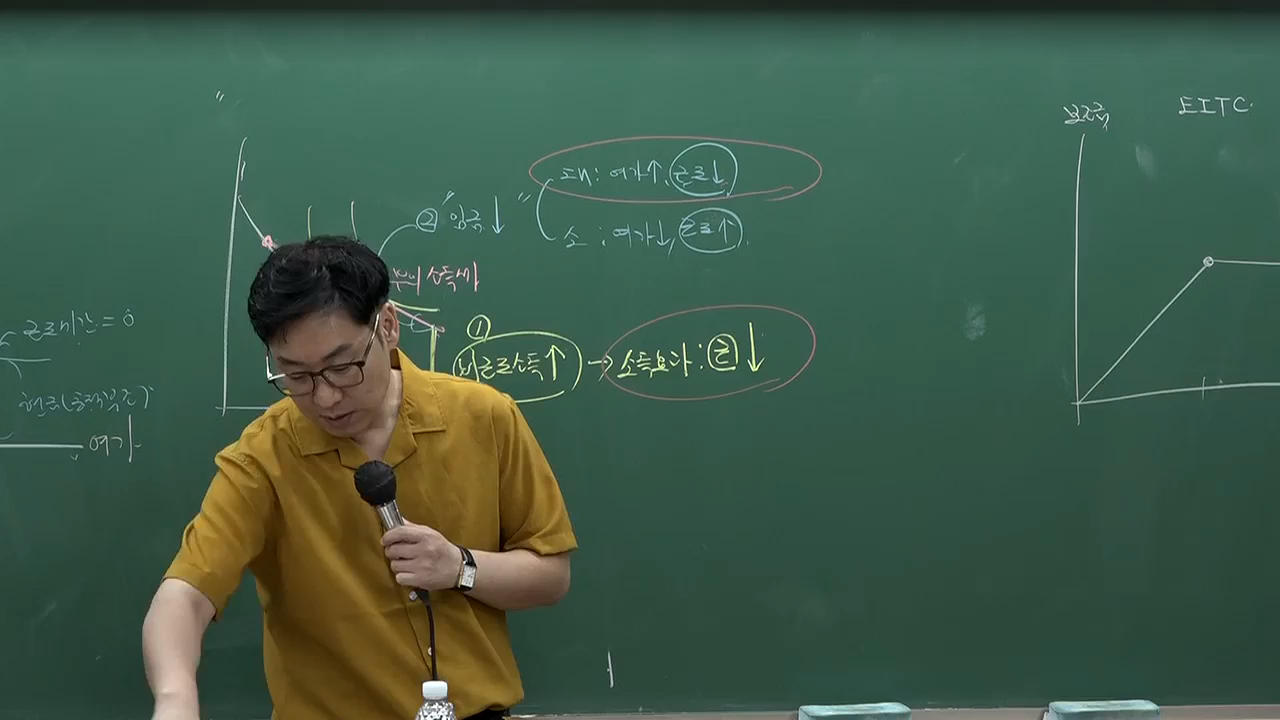 대: 여가↑, 근로↓
② 임금↓
소: 여가↓, 근로↑
부의 소득세
①
비근로소득↑ → 소득효과: 근↓
근로시간 = 0
여가
보조금
EITC